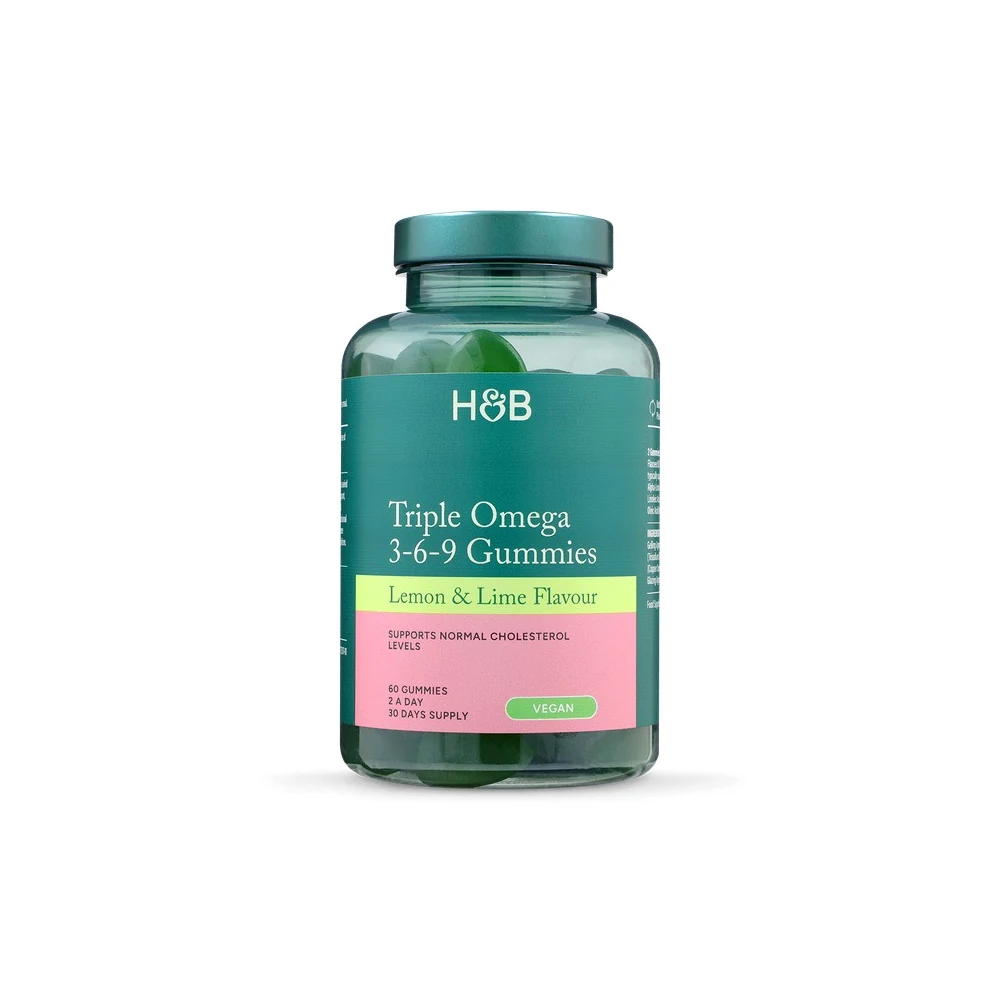 H&B
Triple Omega
3-6-9 Gummies
Lemon & Lime Flavour
SUPPORTS NORMAL CHOLESTEROL
LEVELS
60 GUMMIES
2 A DAY
30 DAYS SUPPLY
VEGAN